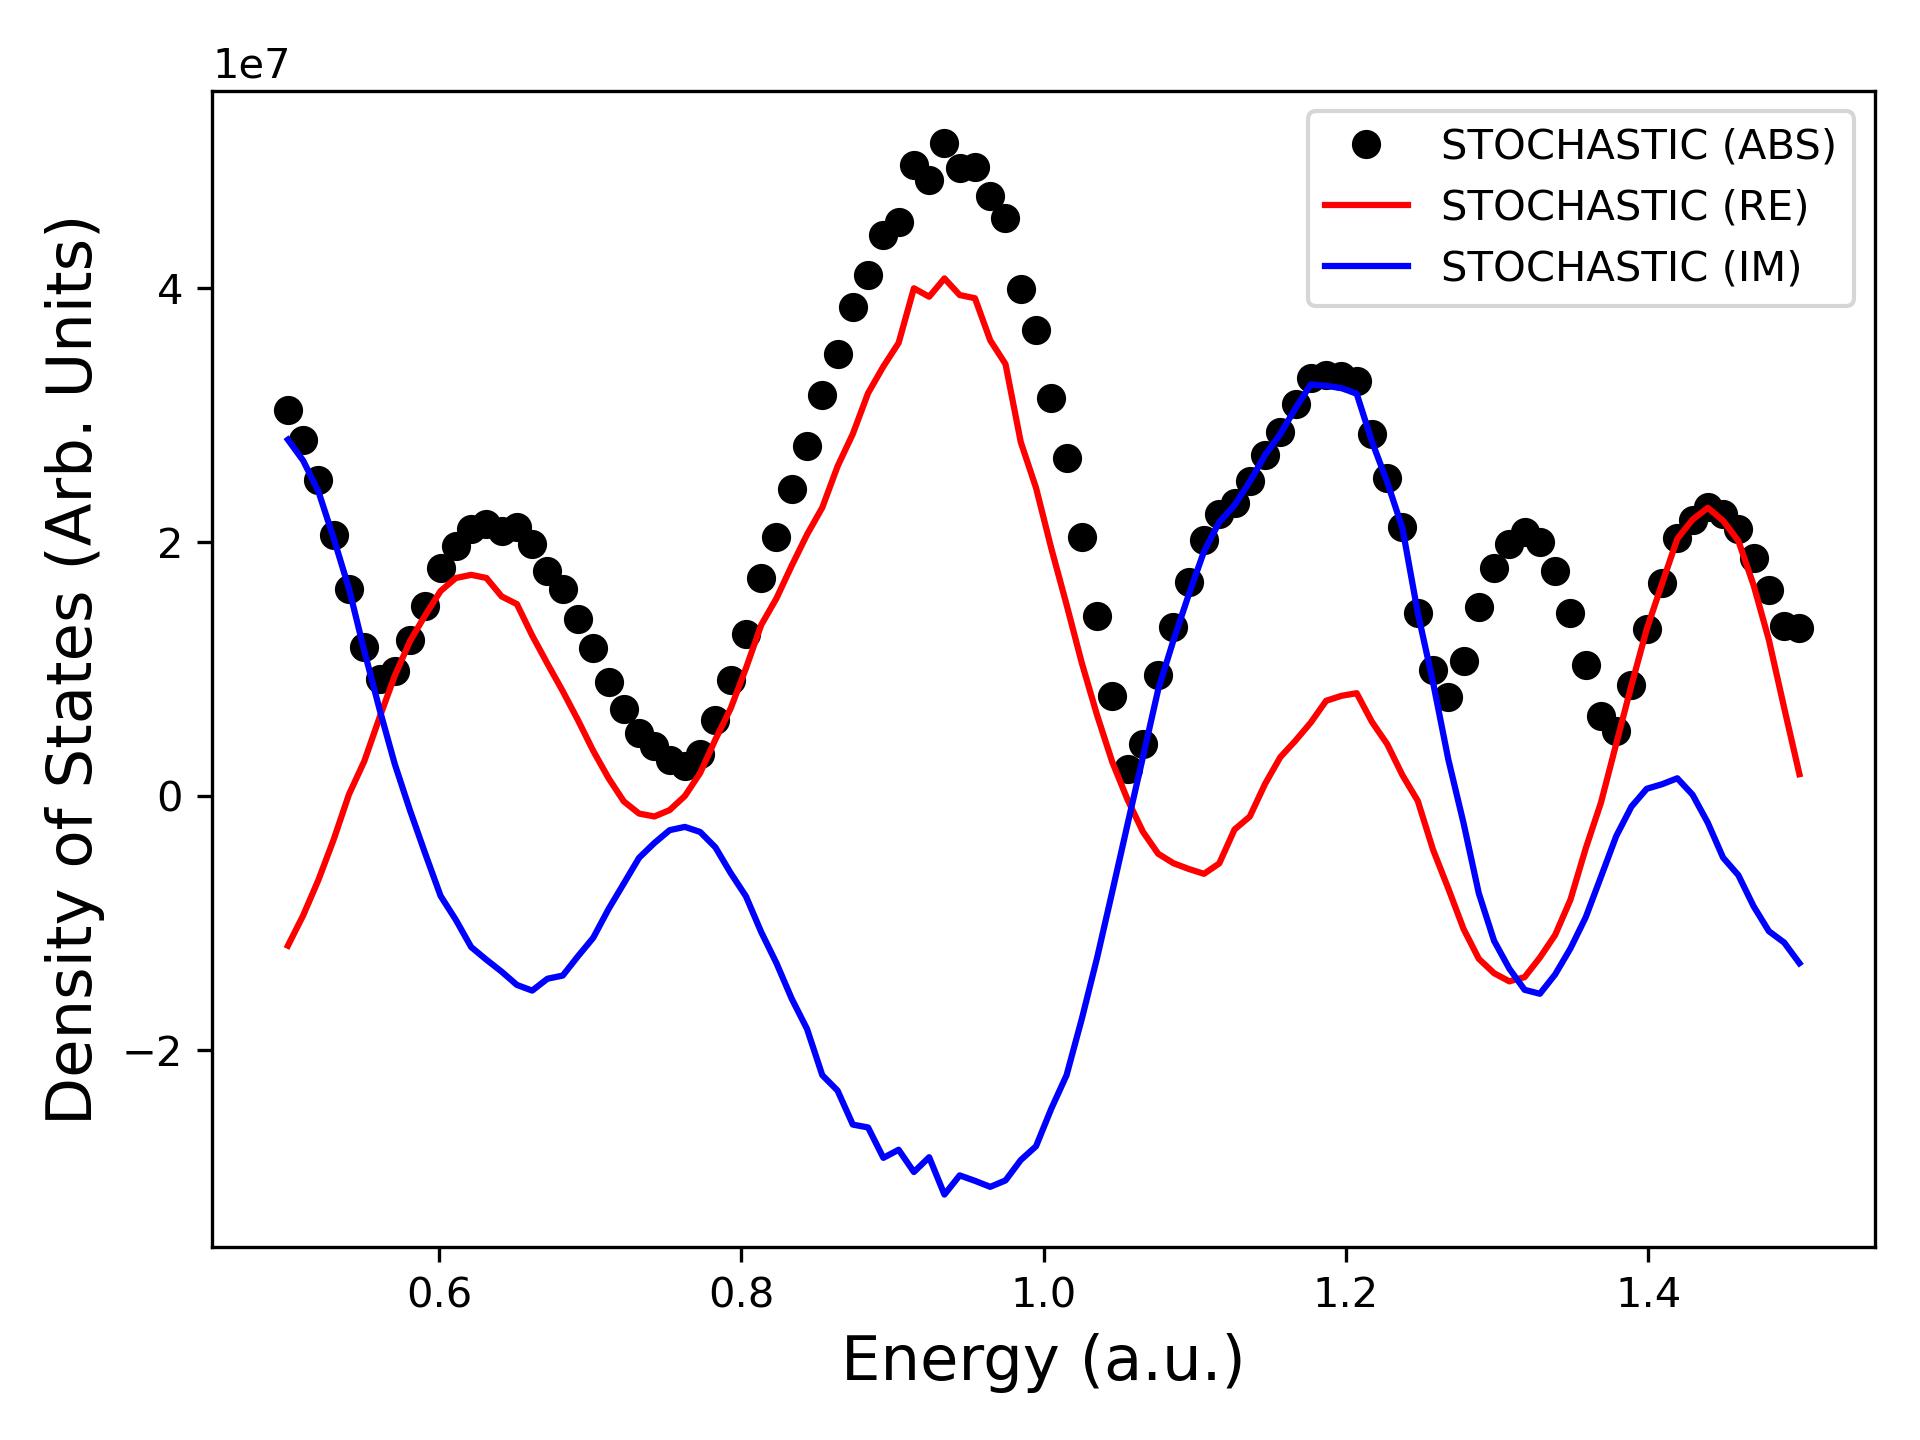 1e7
Density of States (Arb. Units)
4
2
0
−2
STOCHASTIC (ABS)
STOCHASTIC (RE)
STOCHASTIC (IM)
0.6 0.8 1.0 1.2 1.4
Energy (a.u.)